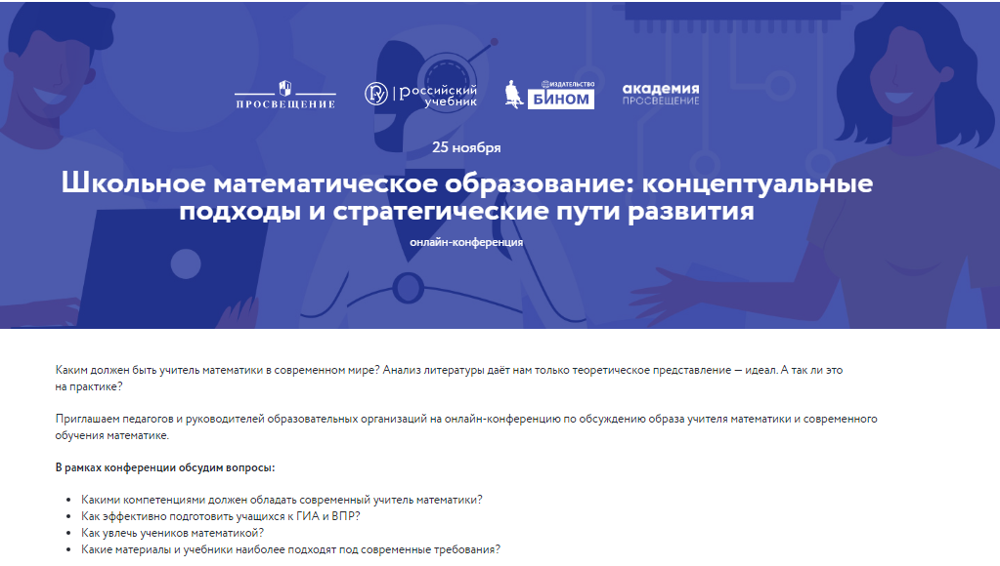 ПРОСВЕЩЕНИЕ
РУ российский учебник
ИЗДАТЕЛЬСТВО БИНОМ
академия ПРОСВЕЩЕНИЕ
25 ноября
Школьное математическое образование: концептуальные
подходы и стратегические пути развития
онлайн-конференция
Каким должен быть учитель математики в современном мире? Анализ литературы даёт нам только теоретическое представление — идеал. А так ли это
на практике?
Приглашаем педагогов и руководителей образовательных организаций на онлайн-конференцию по обсуждению образа учителя математики и современного
обучения математике.
В рамках конференции обсудим вопросы:
• Какими компетенциями должен обладать современный учитель математики?
• Как эффективно подготовить учащихся к ГИА и ВПР?
• Как увлечь учеников математикой?
• Какие материалы и учебники наиболее подходят под современные требования?